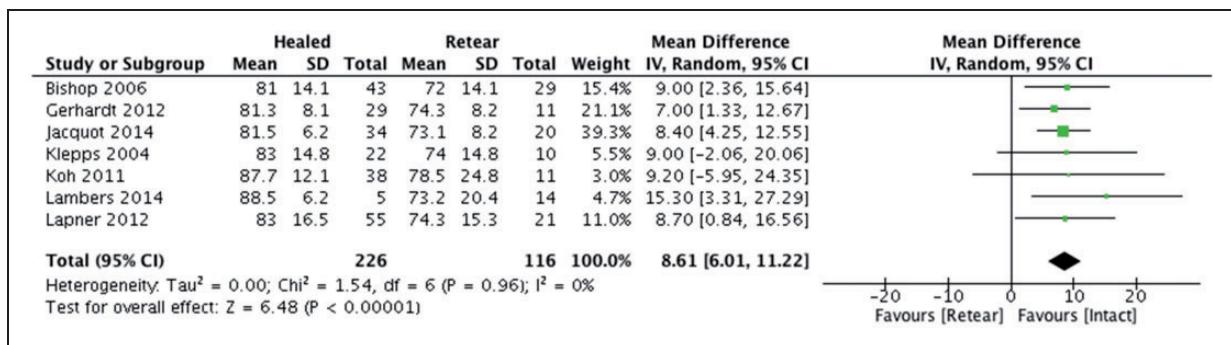 Healed Retear Mean Difference Mean Difference
Study or Subgroup Mean SD Total Mean SD Total Weight IV, Random, 95% CI IV, Random, 95% CI
Bishop 2006 81 14.1 43 72 14.1 29 15.4% 9.00 [2.36, 15.64]
Gerhardt 2012 81.3 8.1 29 74.3 8.2 11 21.1% 7.00 [1.33, 12.67]
Jacquot 2014 81.5 6.2 34 73.1 8.2 20 39.3% 8.40 [4.25, 12.55]
Klepps 2004 83 14.8 22 74 14.8 10 5.5% 9.00 [−2.06, 20.06]
Koh 2011 87.7 12.1 38 78.5 24.8 11 3.0% 9.20 [−5.95, 24.35]
Lambers 2014 88.5 6.2 5 73.2 20.4 14 4.7% 15.30 [3.31, 27.29]
Lapner 2012 83 16.5 55 74.3 15.3 21 11.0% 8.70 [0.84, 16.56]
Total (95% CI) 226 116 100.0% 8.61 [6.01, 11.22]
Heterogeneity: Tau² = 0.00; Chi² = 1.54, df = 6 (P = 0.96); I² = 0%
Test for overall effect: Z = 6.48 (P < 0.00001)
−20 −10 0 10 20
Favours [Retear] Favours [Intact]